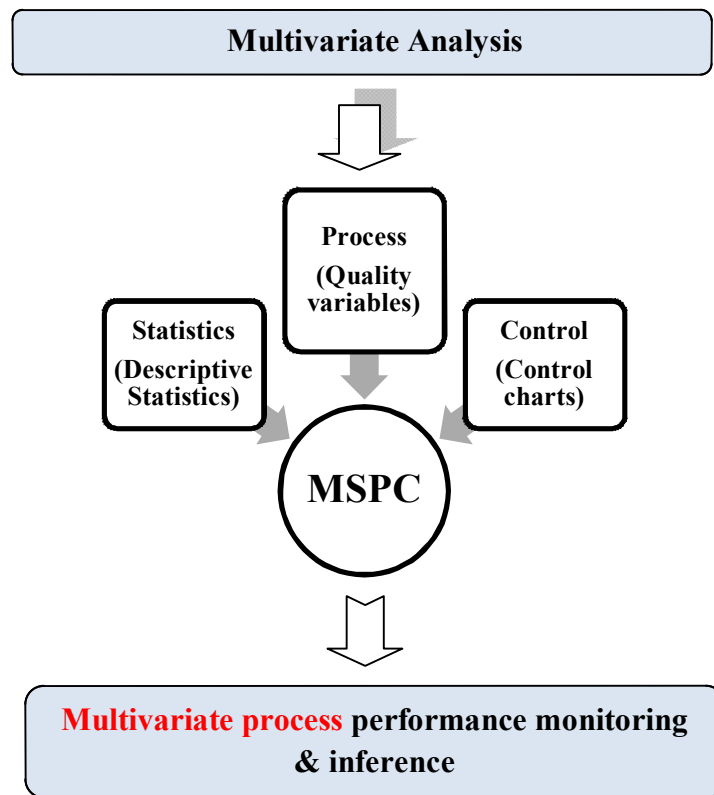 Multivariate Analysis
Process
(Quality
variables)
Statistics
(Descriptive
Statistics)
Control
(Control
charts)
MSPC
Multivariate process performance monitoring
& inference